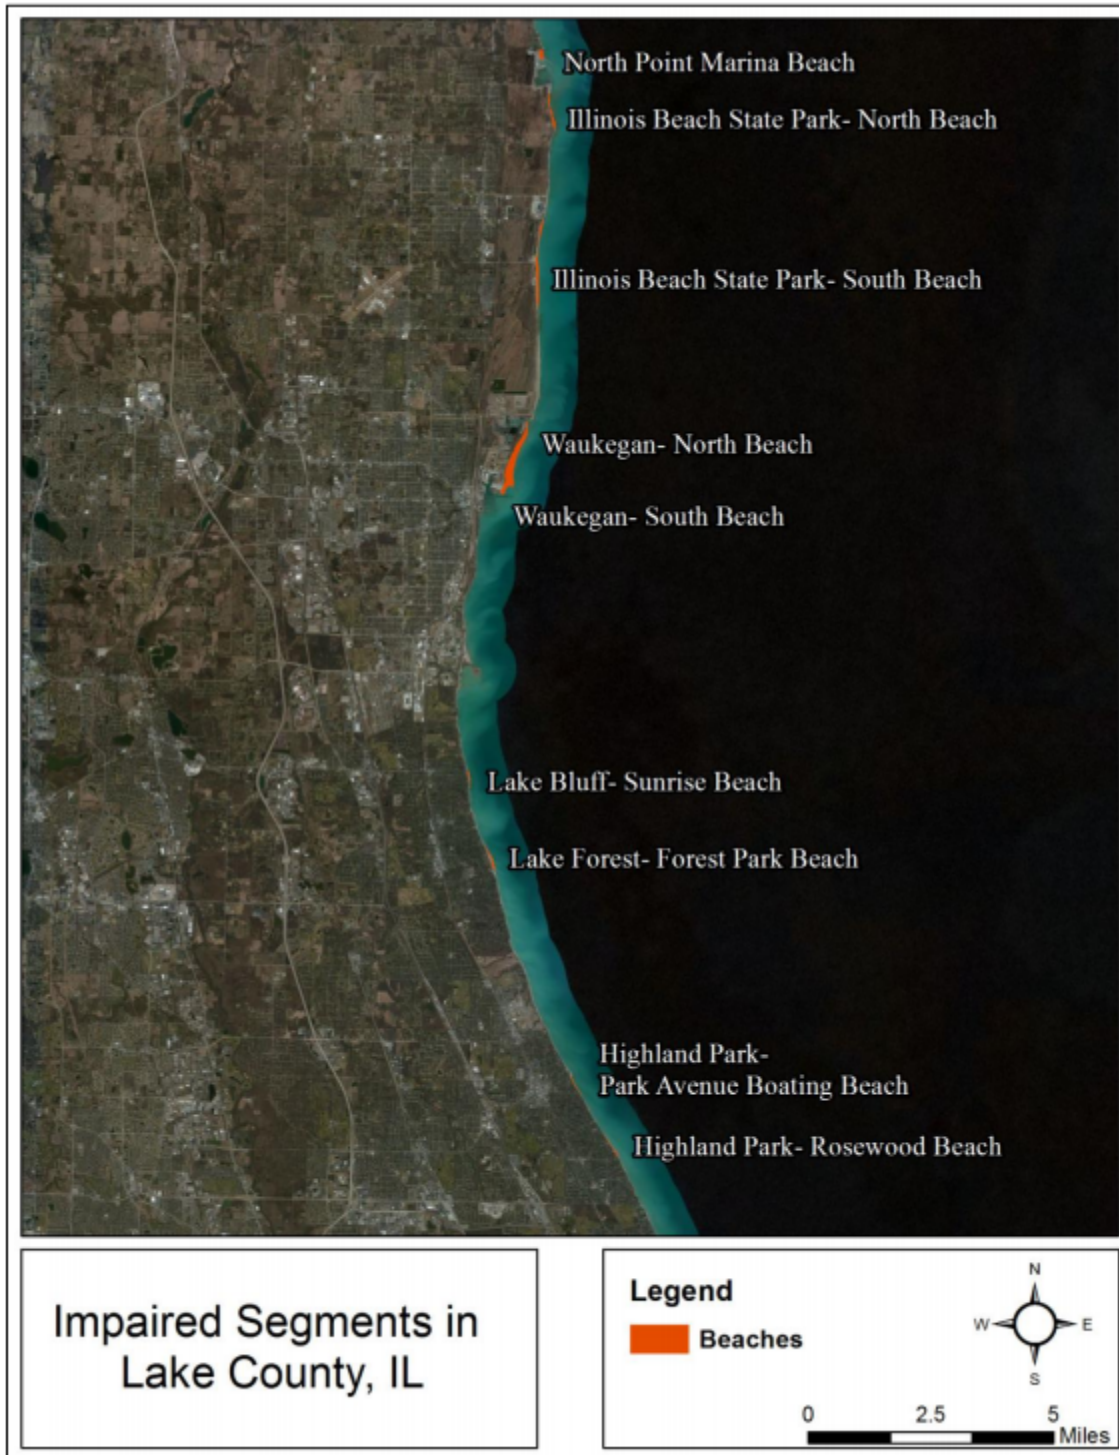 North Point Marina Beach
Illinois Beach State Park- North Beach
Illinois Beach State Park- South Beach
Waukegan- North Beach
Waukegan- South Beach
Lake Bluff- Sunrise Beach
Lake Forest- Forest Park Beach
Highland Park-
Park Avenue Boating Beach
Highland Park- Rosewood Beach
Impaired Segments in
Lake County, IL
Legend
Beaches
N
W E
S
0 2.5 5
Miles